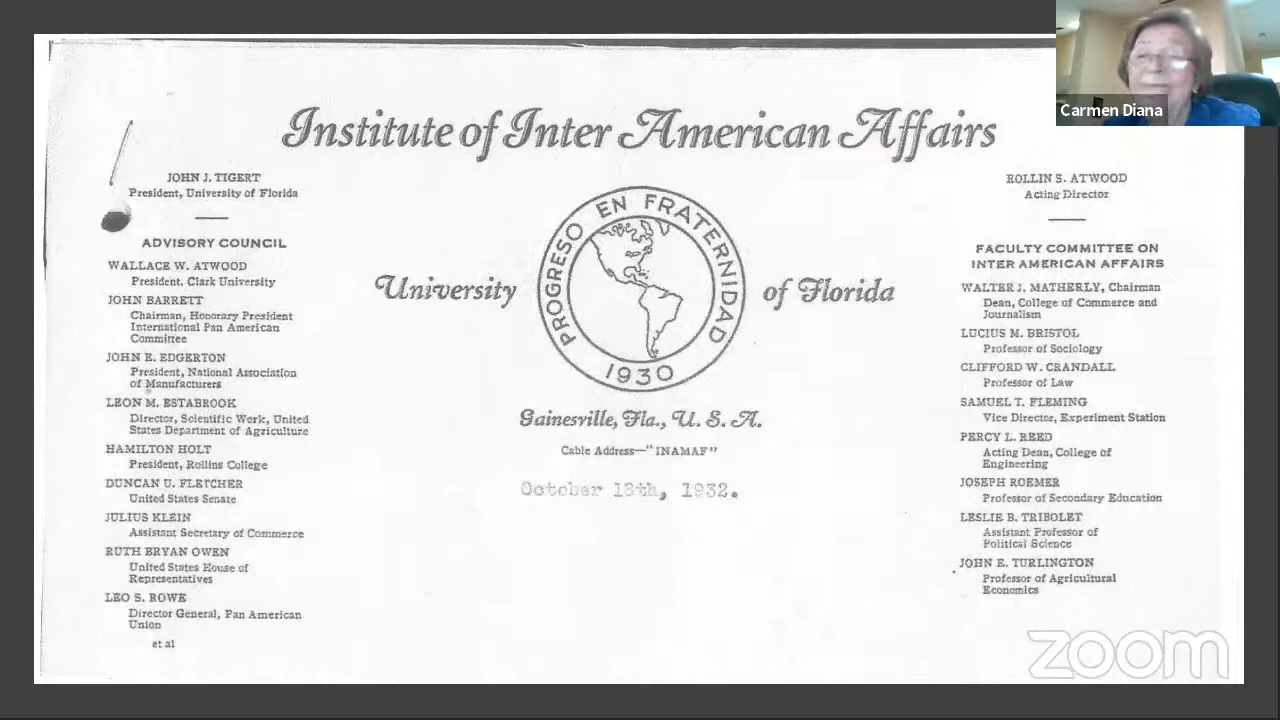 Carmen Diana
Institute of Inter American Affairs
JOHN J. TIGERT
President, University of Florida
ADVISORY COUNCIL
WALLACE W. ATWOOD
President, Clark University
JOHN BARRETT
Chairman, Honorary President
International Pan American
Committee
JOHN E. EDGERTON
President, National Association
of Manufacturers
LEON M. ESTABROOK
Director, Scientific Work, United
States Department of Agriculture
HAMILTON HOLT
President, Rollins College
DUNCAN U. FLETCHER
United States Senate
JULIUS KLEIN
Assistant Secretary of Commerce
RUTH BRYAN OWEN
United States House of
Representatives
LEO S. ROWE
Director General, Pan American
Union
et al
PROGRESO EN FRATERNIDAD
1930
University of Florida
Gainesville, Fla., U. S. A.
Cable Address—"INAMAF"
October 18th, 1932.
ROLLIN S. ATWOOD
Acting Director
FACULTY COMMITTEE ON
INTER AMERICAN AFFAIRS
WALTER J. MATHERLY, Chairman
Dean, College of Commerce and
Journalism
LUCIUS M. BRISTOL
Professor of Sociology
CLIFFORD W. CRANDALL
Professor of Law
SAMUEL T. FLEMING
Vice Director, Experiment Station
PERCY L. REED
Acting Dean, College of
Engineering
JOSEPH ROEMER
Professor of Secondary Education
LESLIE B. TRIBOLET
Assistant Professor of
Political Science
JOHN E. TURLINGTON
Professor of Agricultural
Economics
zoom